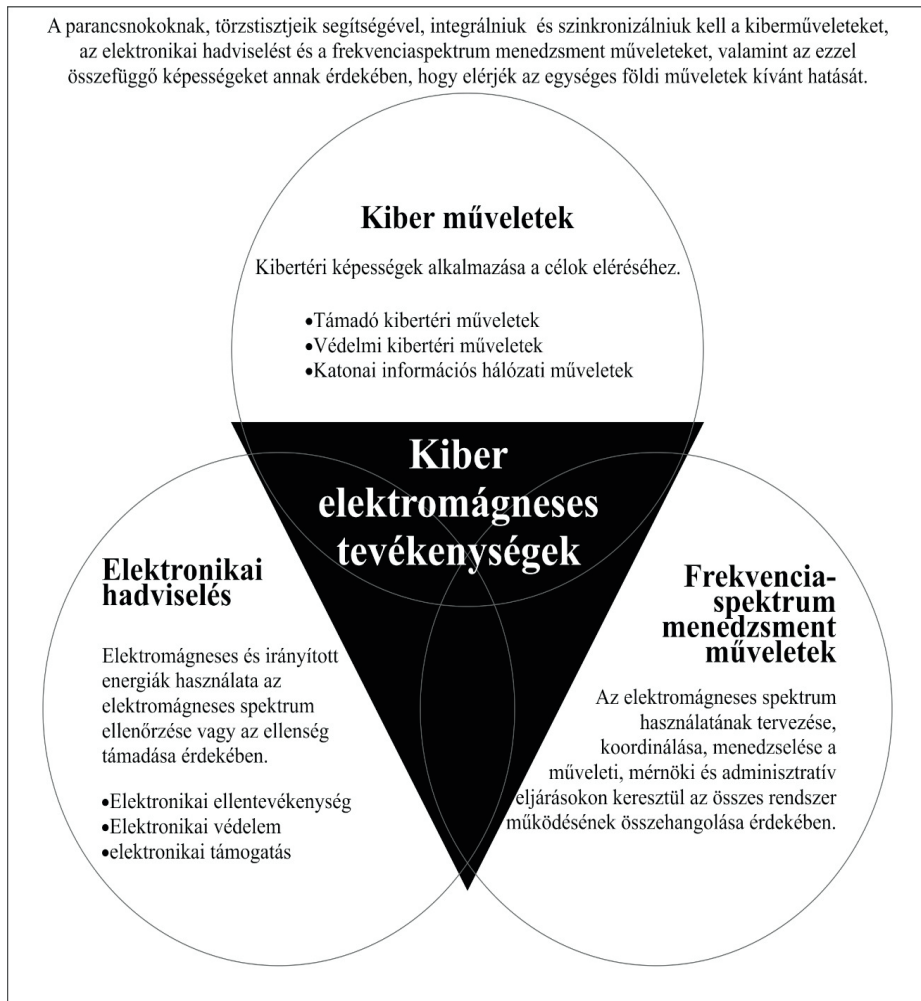 A parancsnokoknak, törzstisztjeik segítségével, integrálniuk és szinkronizálniuk kell a kiberműveleteket,
az elektronikai hadviselést és a frekvenciaspektrum menedzsment műveleteket, valamint az ezzel
összefüggő képességeket annak érdekében, hogy elérjék az egységes földi műveletek kívánt hatását.
Kiber műveletek
Kibertéri képességek alkalmazása a célok eléréséhez.
•Támadó kibertéri műveletek
•Védelmi kibertéri műveletek
•Katonai információs hálózati műveletek
Kiber
elektromágneses
tevékenységek
Elektronikai
hadviselés
Elektromágneses és irányított
energiák használata az
elektromágneses spektrum
ellenőrzése vagy az ellenség
támadása érdekében.
•Elektronikai ellentevékenység
•Elektronikai védelem
•elektronikai támogatás
Frekvencia-
spektrum
menedzsment
műveletek
Az elektromágneses spektrum
használatának tervezése,
koordinálása, menedzselése a
műveleti, mérnöki és adminisztratív
eljárásokon keresztül az összes rendszer
működésének összehangolása érdekében.